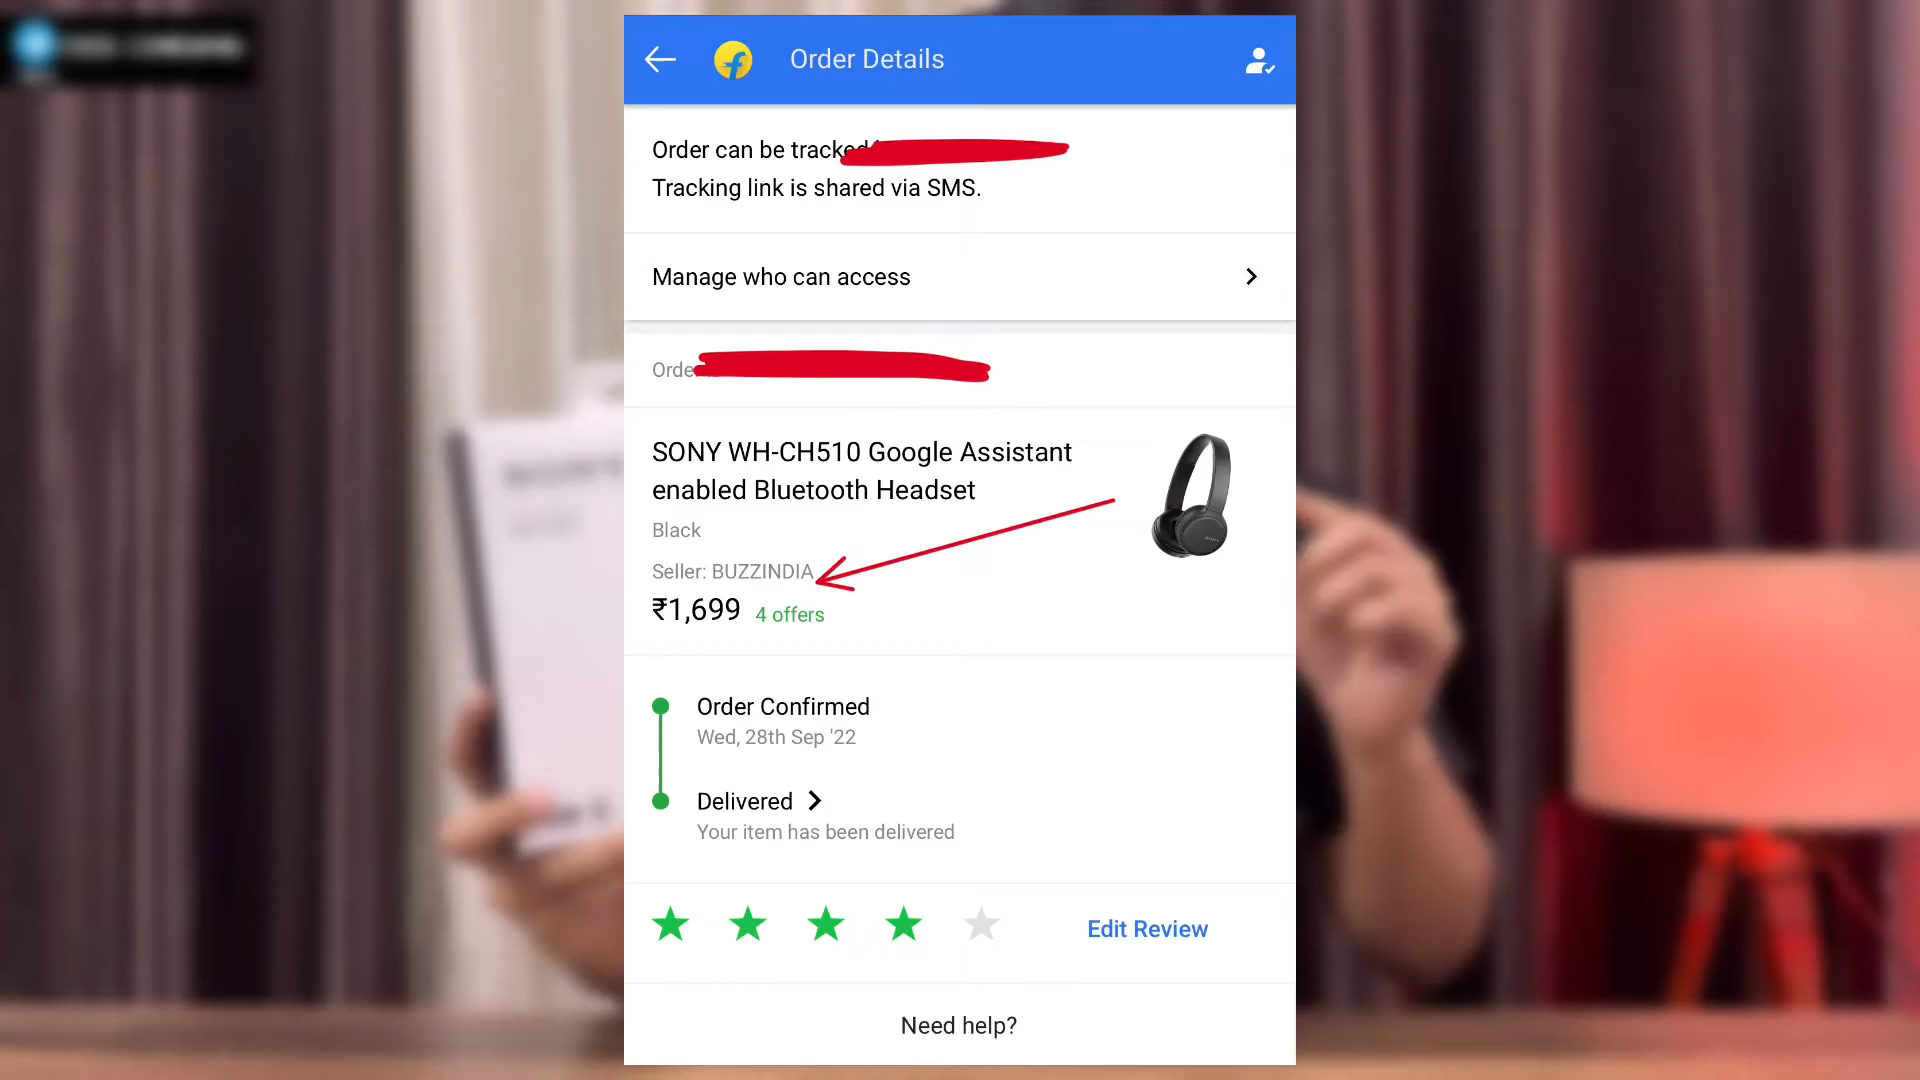 Order Details
Order can be tracked
Tracking link is shared via SMS.
Manage who can access
SONY WH-CH510 Google Assistant
enabled Bluetooth Headset
Black
Seller: BUZZINDIA
₹1,699 4 offers
Order Confirmed
Wed, 28th Sep '22
Delivered
Your item has been delivered
Edit Review
Need help?